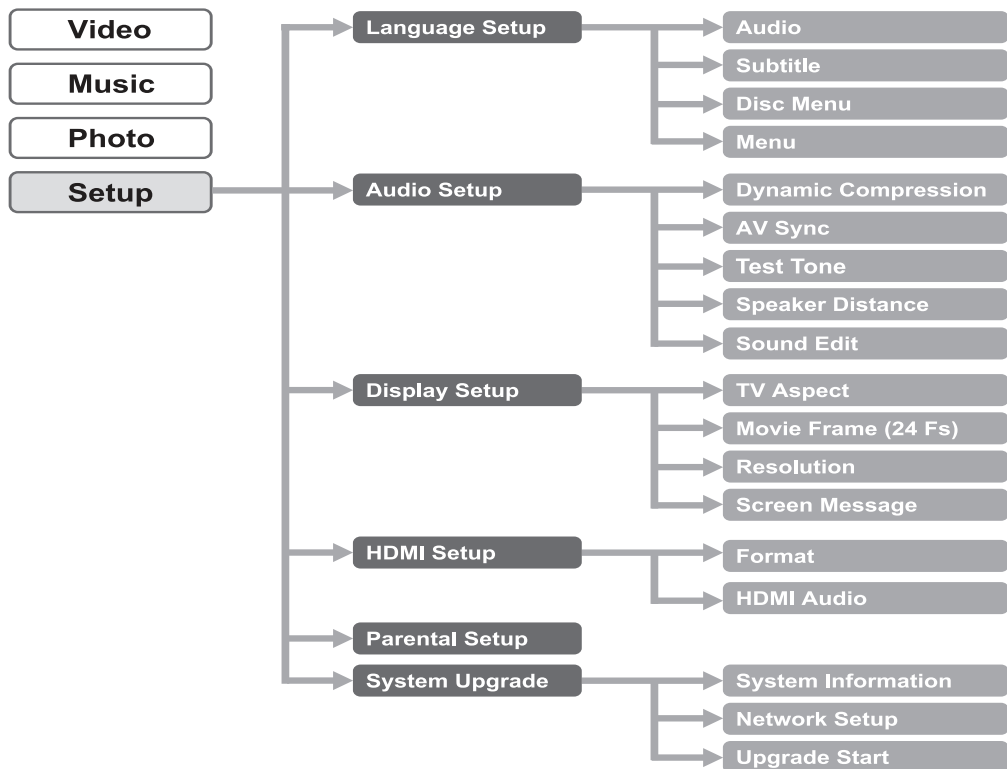 Video
Music
Photo
Setup
Language Setup
Audio
Subtitle
Disc Menu
Menu
Audio Setup
Dynamic Compression
AV Sync
Test Tone
Speaker Distance
Sound Edit
Display Setup
TV Aspect
Movie Frame (24 Fs)
Resolution
Screen Message
HDMI Setup
Format
HDMI Audio
Parental Setup
System Upgrade
System Information
Network Setup
Upgrade Start